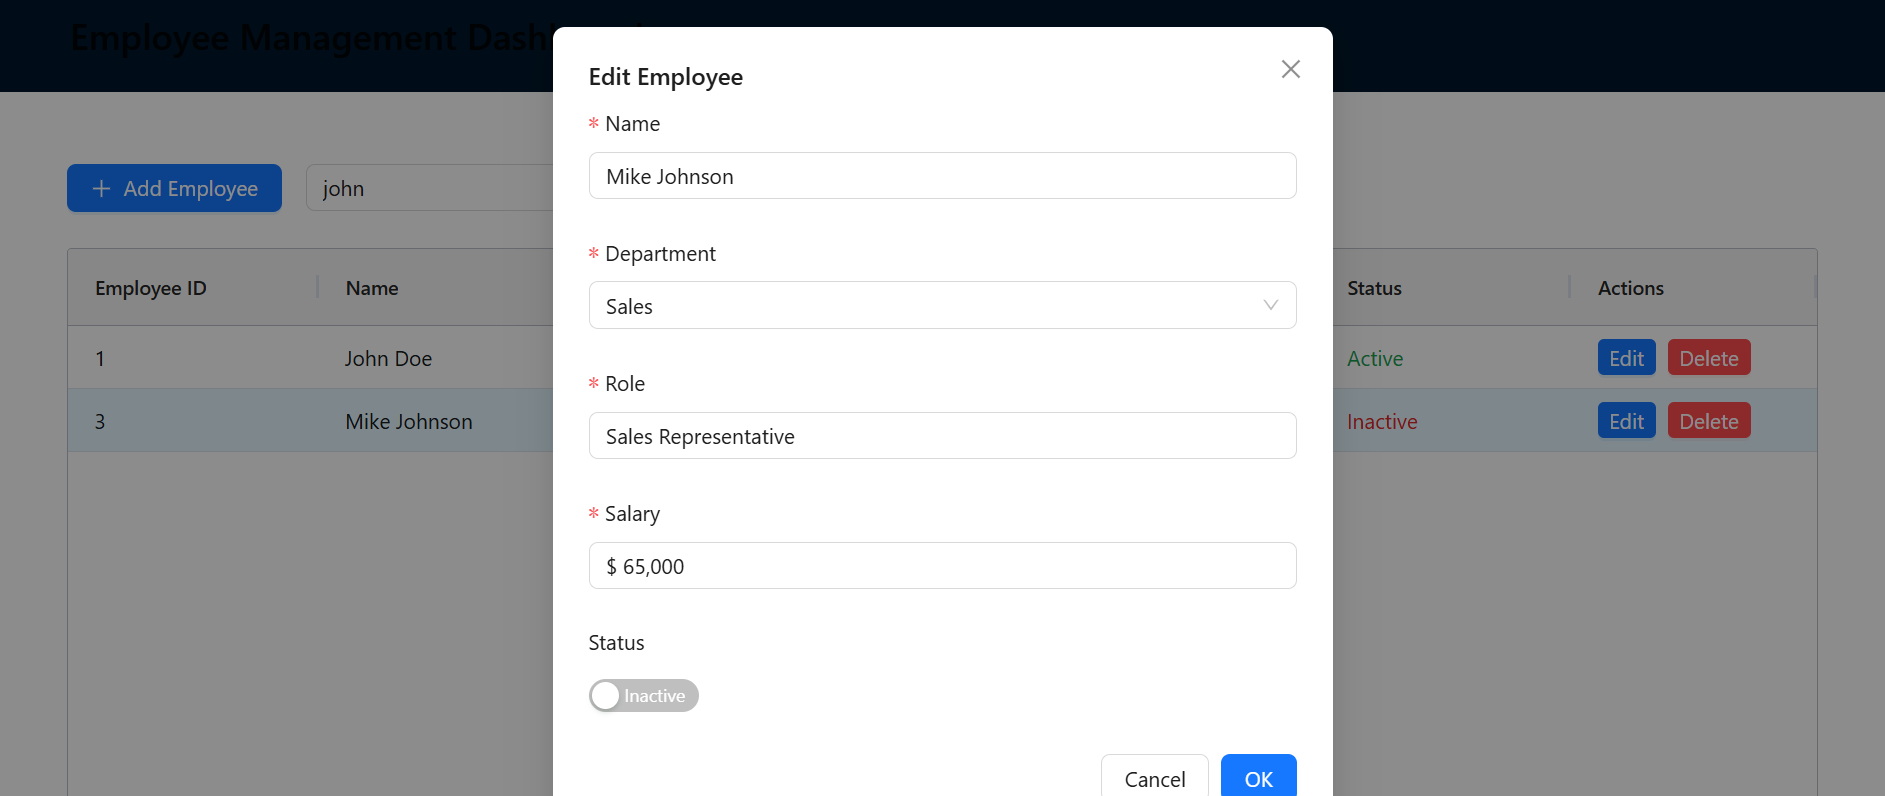 Employee Management Dash
Edit Employee
* Name
Mike Johnson
+ Add Employee
john
* Department
Sales
Employee ID Name Status Actions
1 John Doe Active Edit Delete
* Role
3 Mike Johnson Inactive Edit Delete
Sales Representative
* Salary
$ 65,000
Status
Inactive
Cancel OK